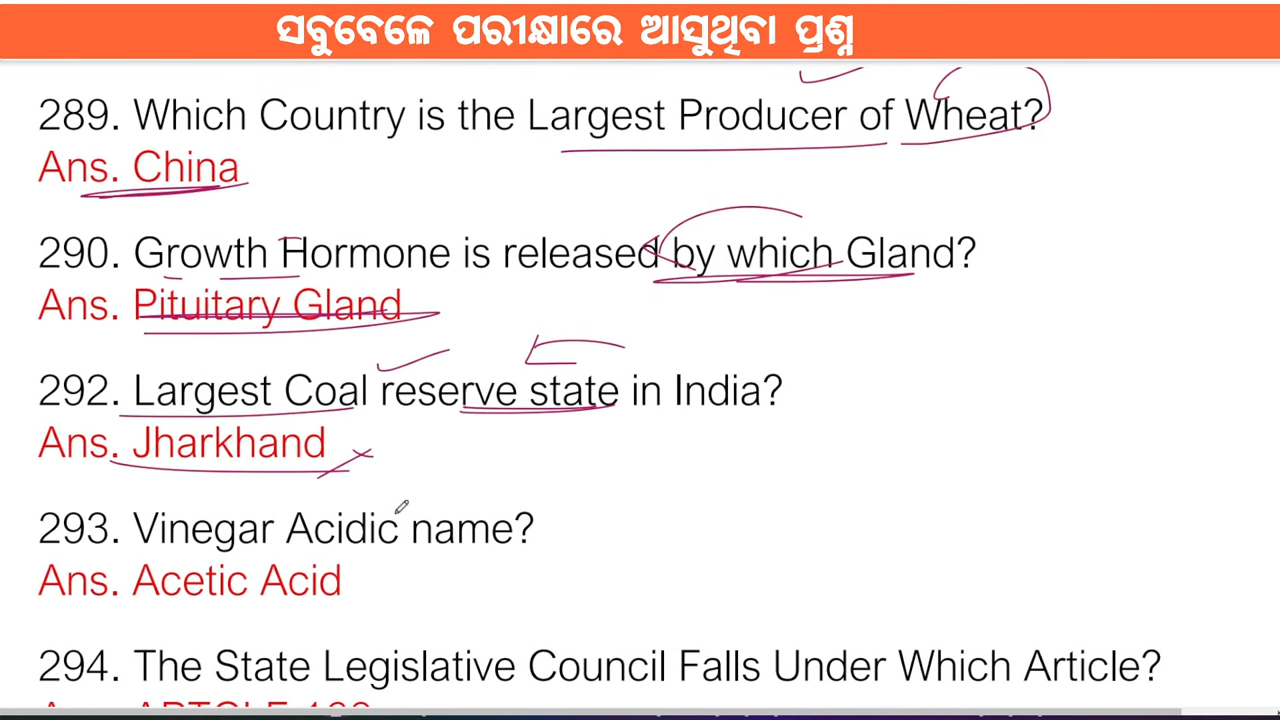 ସବୁବେଳେ ପରୀକ୍ଷାରେ ଆସୁଥିବା ପ୍ରଶ୍ନ
289. Which Country is the Largest Producer of Wheat?
Ans. China
290. Growth Hormone is released by which Gland?
Ans. Pituitary Gland
292. Largest Coal reserve state in India?
Ans. Jharkhand
293. Vinegar Acidic name?
Ans. Acetic Acid
294. The State Legislative Council Falls Under Which Article?